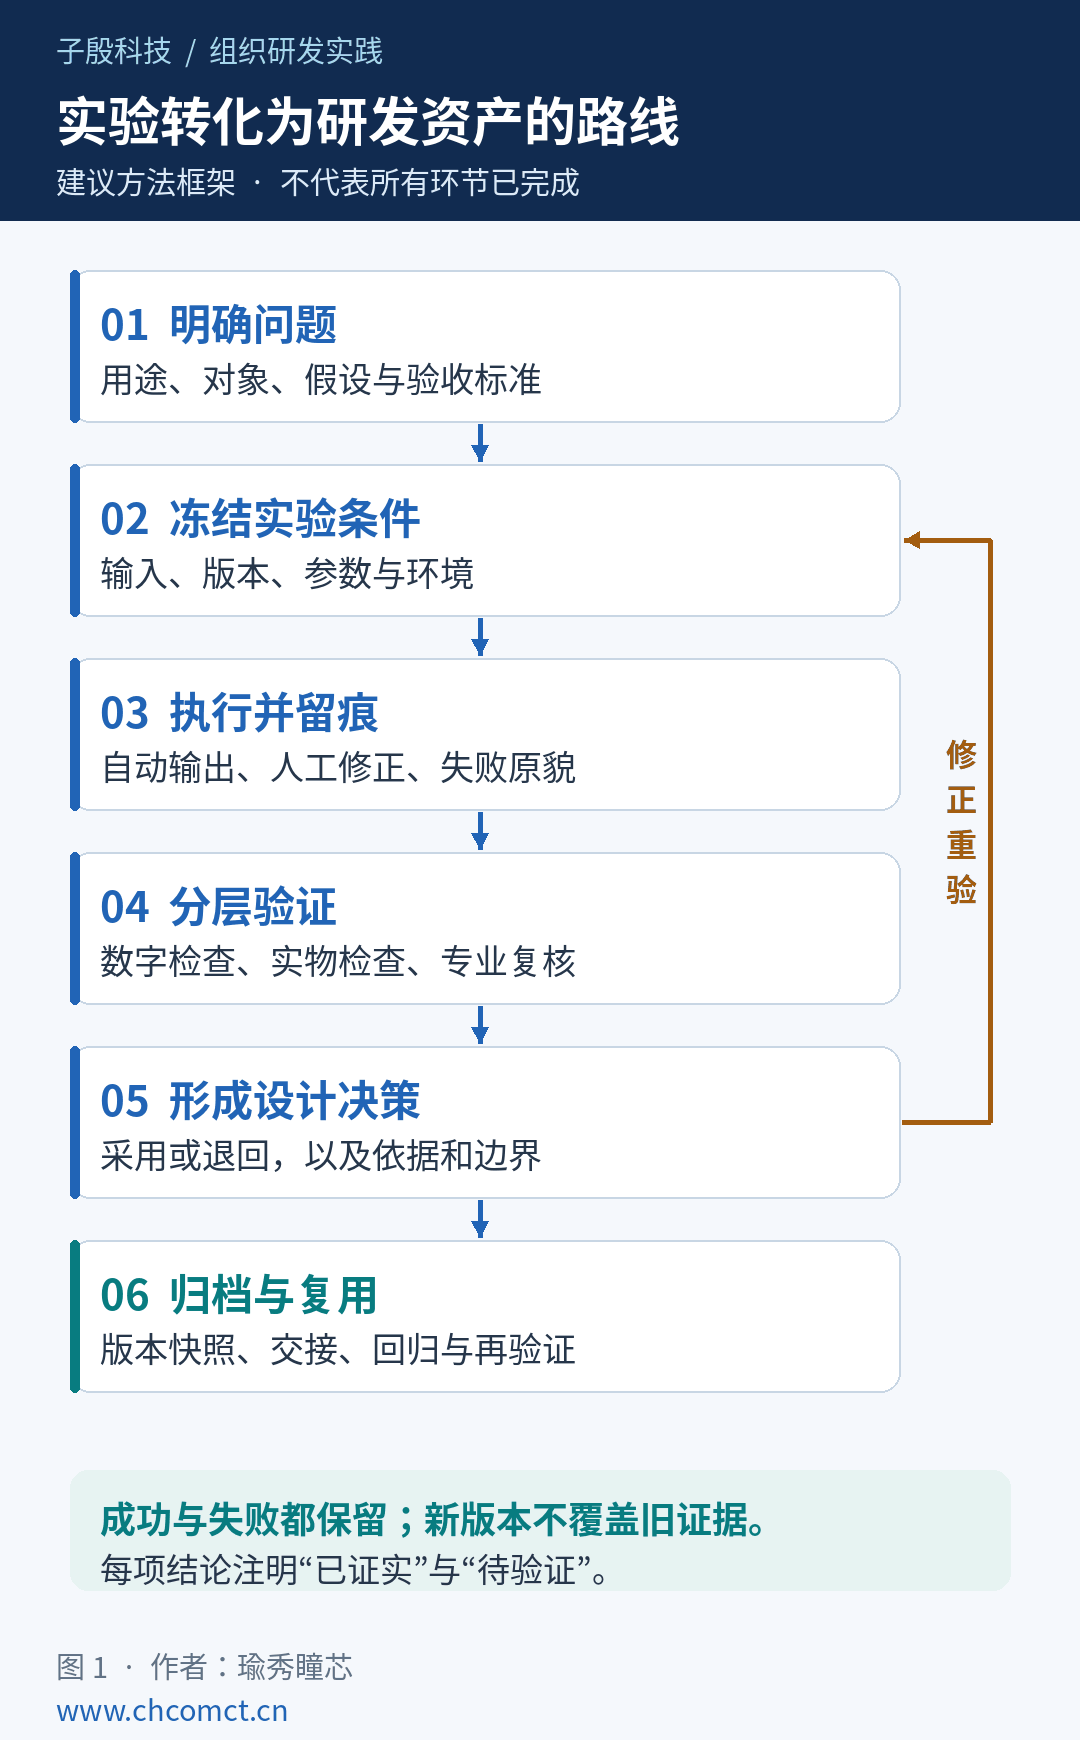 子殷科技 / 组织研发实践
实验转化为研发资产的路线
建议方法框架 · 不代表所有环节已完成
01 明确问题
用途、对象、假设与验收标准
02 冻结实验条件
输入、版本、参数与环境
03 执行并留痕
自动输出、人工修正、失败原貌
04 分层验证
数字检查、实物检查、专业复核
05 形成设计决策
采用或退回，以及依据和边界
06 归档与复用
版本快照、交接、回归与再验证
修正重验
成功与失败都保留；新版本不覆盖旧证据。
每项结论注明“已证实”与“待验证”。
图 1 · 作者：瑜秀瞳芯
www.chcomct.cn